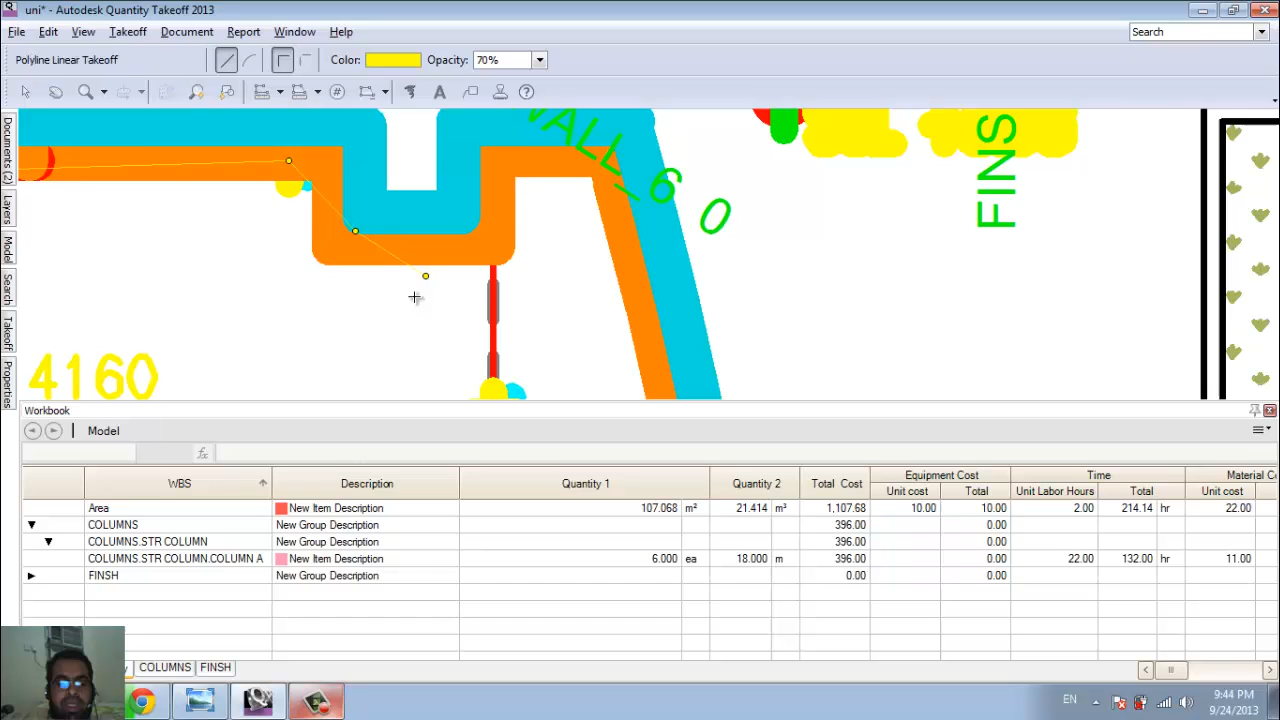 uni* - Autodesk Quantity Takeoff 2013
File Edit View Takeoff Document Report Window Help
Search
Polyline Linear Takeoff
Color: Opacity: 70%
Documents (2)
Layers
Model
Search
Takeoff
Properties
WALL_60
FINS
4160
Workbook
Model
WBS Description Quantity 1 Quantity 2 Total Cost Equipment Cost Time Material C
Unit cost Total Unit Labor Hours Total Unit cost
Area New Item Description 107.068 m² 21.414 m³ 1,107.68 10.00 10.00 2.00 214.14 hr 22.00
COLUMNS New Group Description 396.00 0.00
COLUMNS.STR COLUMN New Group Description 396.00 0.00
COLUMNS.STR COLUMN.COLUMN A New Item Description 6.000 ea 18.000 m 396.00 0.00 22.00 132.00 hr 11.00
FINSH New Group Description 0.00 0.00
COLUMNS FINSH
EN
9:44 PM
9/24/2013